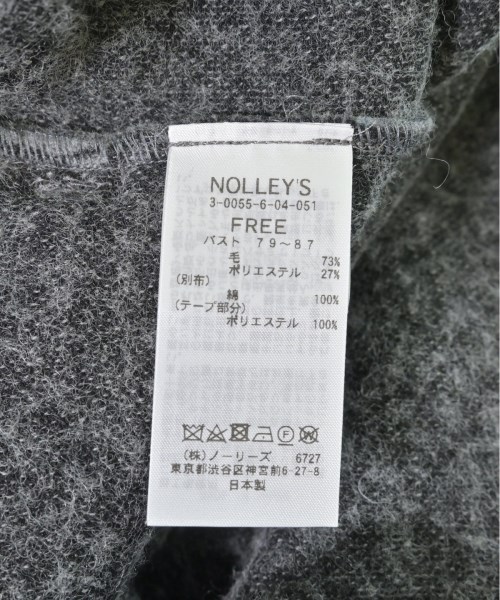 NOLLEY'S
3-0055-6-04-051
FREE
バスト 79～87
毛 73%
ポリエステル 27%
(別布)
綿 100%
(テープ部分)
ポリエステル 100%
(株)ノーリーズ 6727
東京都渋谷区神宮前6-27-8
日本製